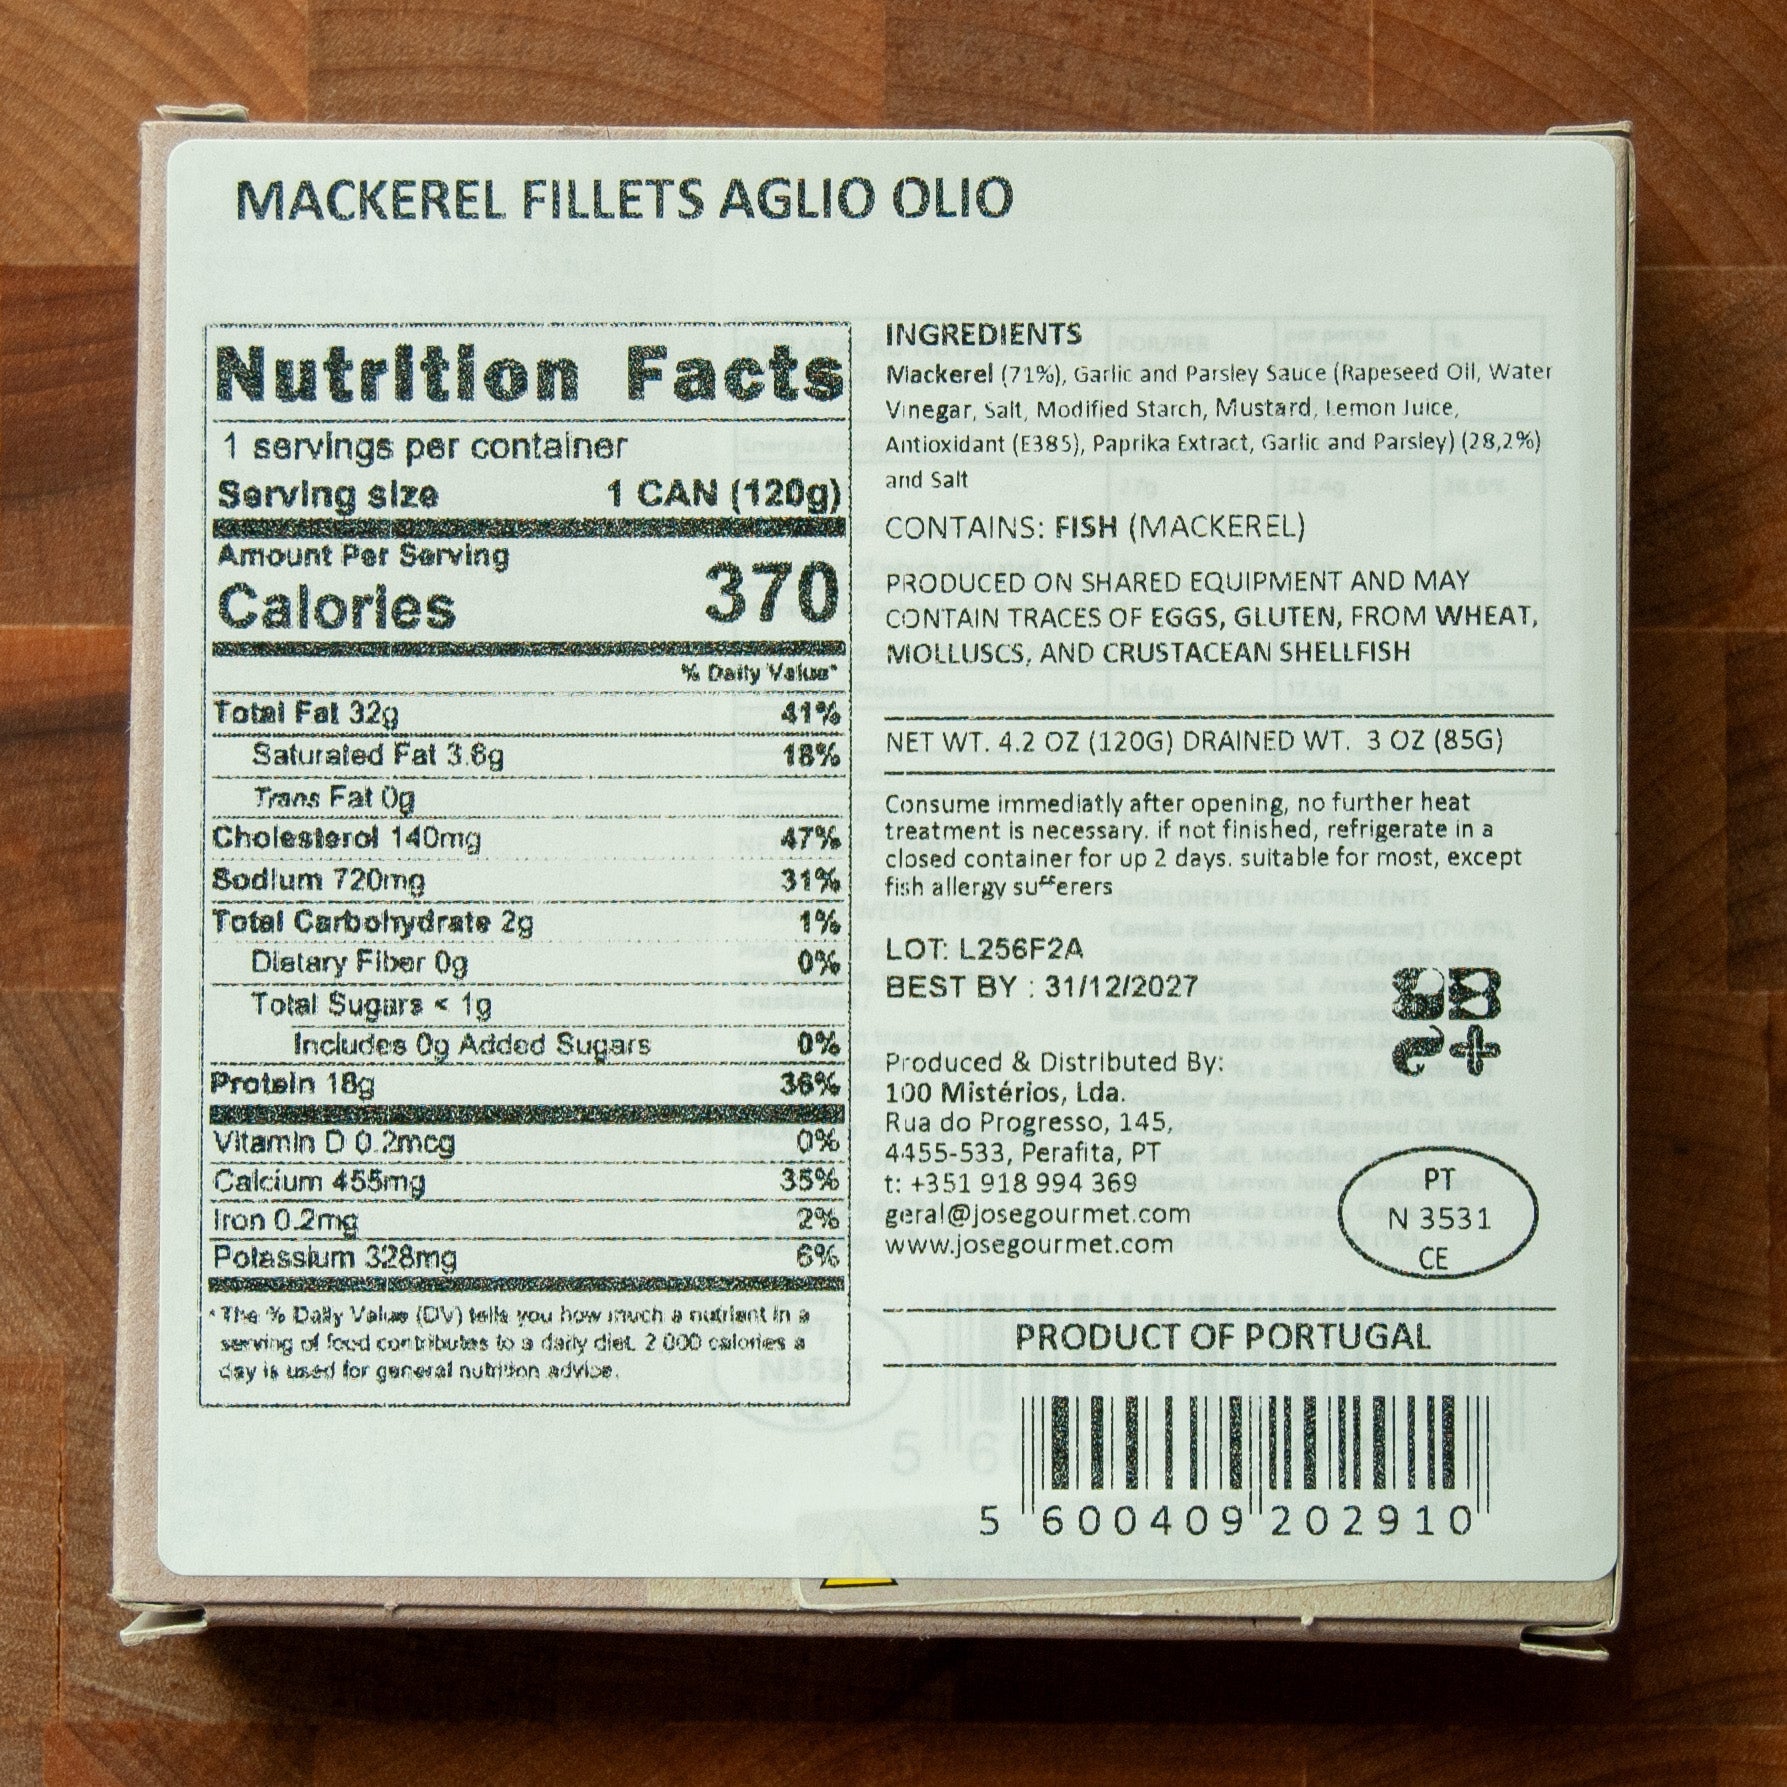 MACKEREL FILLETS AGLIO OLIO
Nutrition Facts
1 servings per container
Serving size 1 CAN (120g)
Amount Per Serving
Calories 370
% Daily Value*
Total Fat 32g 41%
Saturated Fat 3.6g 18%
Trans Fat 0g
Cholesterol 140mg 47%
Sodium 720mg 31%
Total Carbohydrate 2g 1%
Dietary Fiber 0g 0%
Total Sugars < 1g
Includes 0g Added Sugars 0%
Protein 18g 36%
Vitamin D 0.2mcg 0%
Calcium 455mg 35%
Iron 0.2mg 2%
Potassium 328mg 6%
* The % Daily Value (DV) tells you how much a nutrient in a
serving of food contributes to a daily diet. 2 000 calories a
day is used for general nutrition advice.
INGREDIENTS
Mackerel (71%), Garlic and Parsley Sauce (Rapeseed Oil, Water
Vinegar, Salt, Modified Starch, Mustard, Lemon Juice,
Antioxidant (E385), Paprika Extract, Garlic and Parsley) (28,2%)
and Salt
CONTAINS: FISH (MACKEREL)
PRODUCED ON SHARED EQUIPMENT AND MAY
CONTAIN TRACES OF EGGS, GLUTEN, FROM WHEAT,
MOLLUSCS, AND CRUSTACEAN SHELLFISH
NET WT. 4.2 OZ (120G) DRAINED WT. 3 OZ (85G)
Consume immediatly after opening, no further heat
treatment is necessary. if not finished, refrigerate in a
closed container for up 2 days. suitable for most, except
fish allergy sufferers
LOT: L256F2A
BEST BY : 31/12/2027
Produced & Distributed By:
100 Mistérios, Lda.
Rua do Progresso, 145,
4455-533, Perafita, PT
t: +351 918 994 369
geral@josegourmet.com
www.josegourmet.com
PT
N 3531
CE
PRODUCT OF PORTUGAL
5 600409 202910